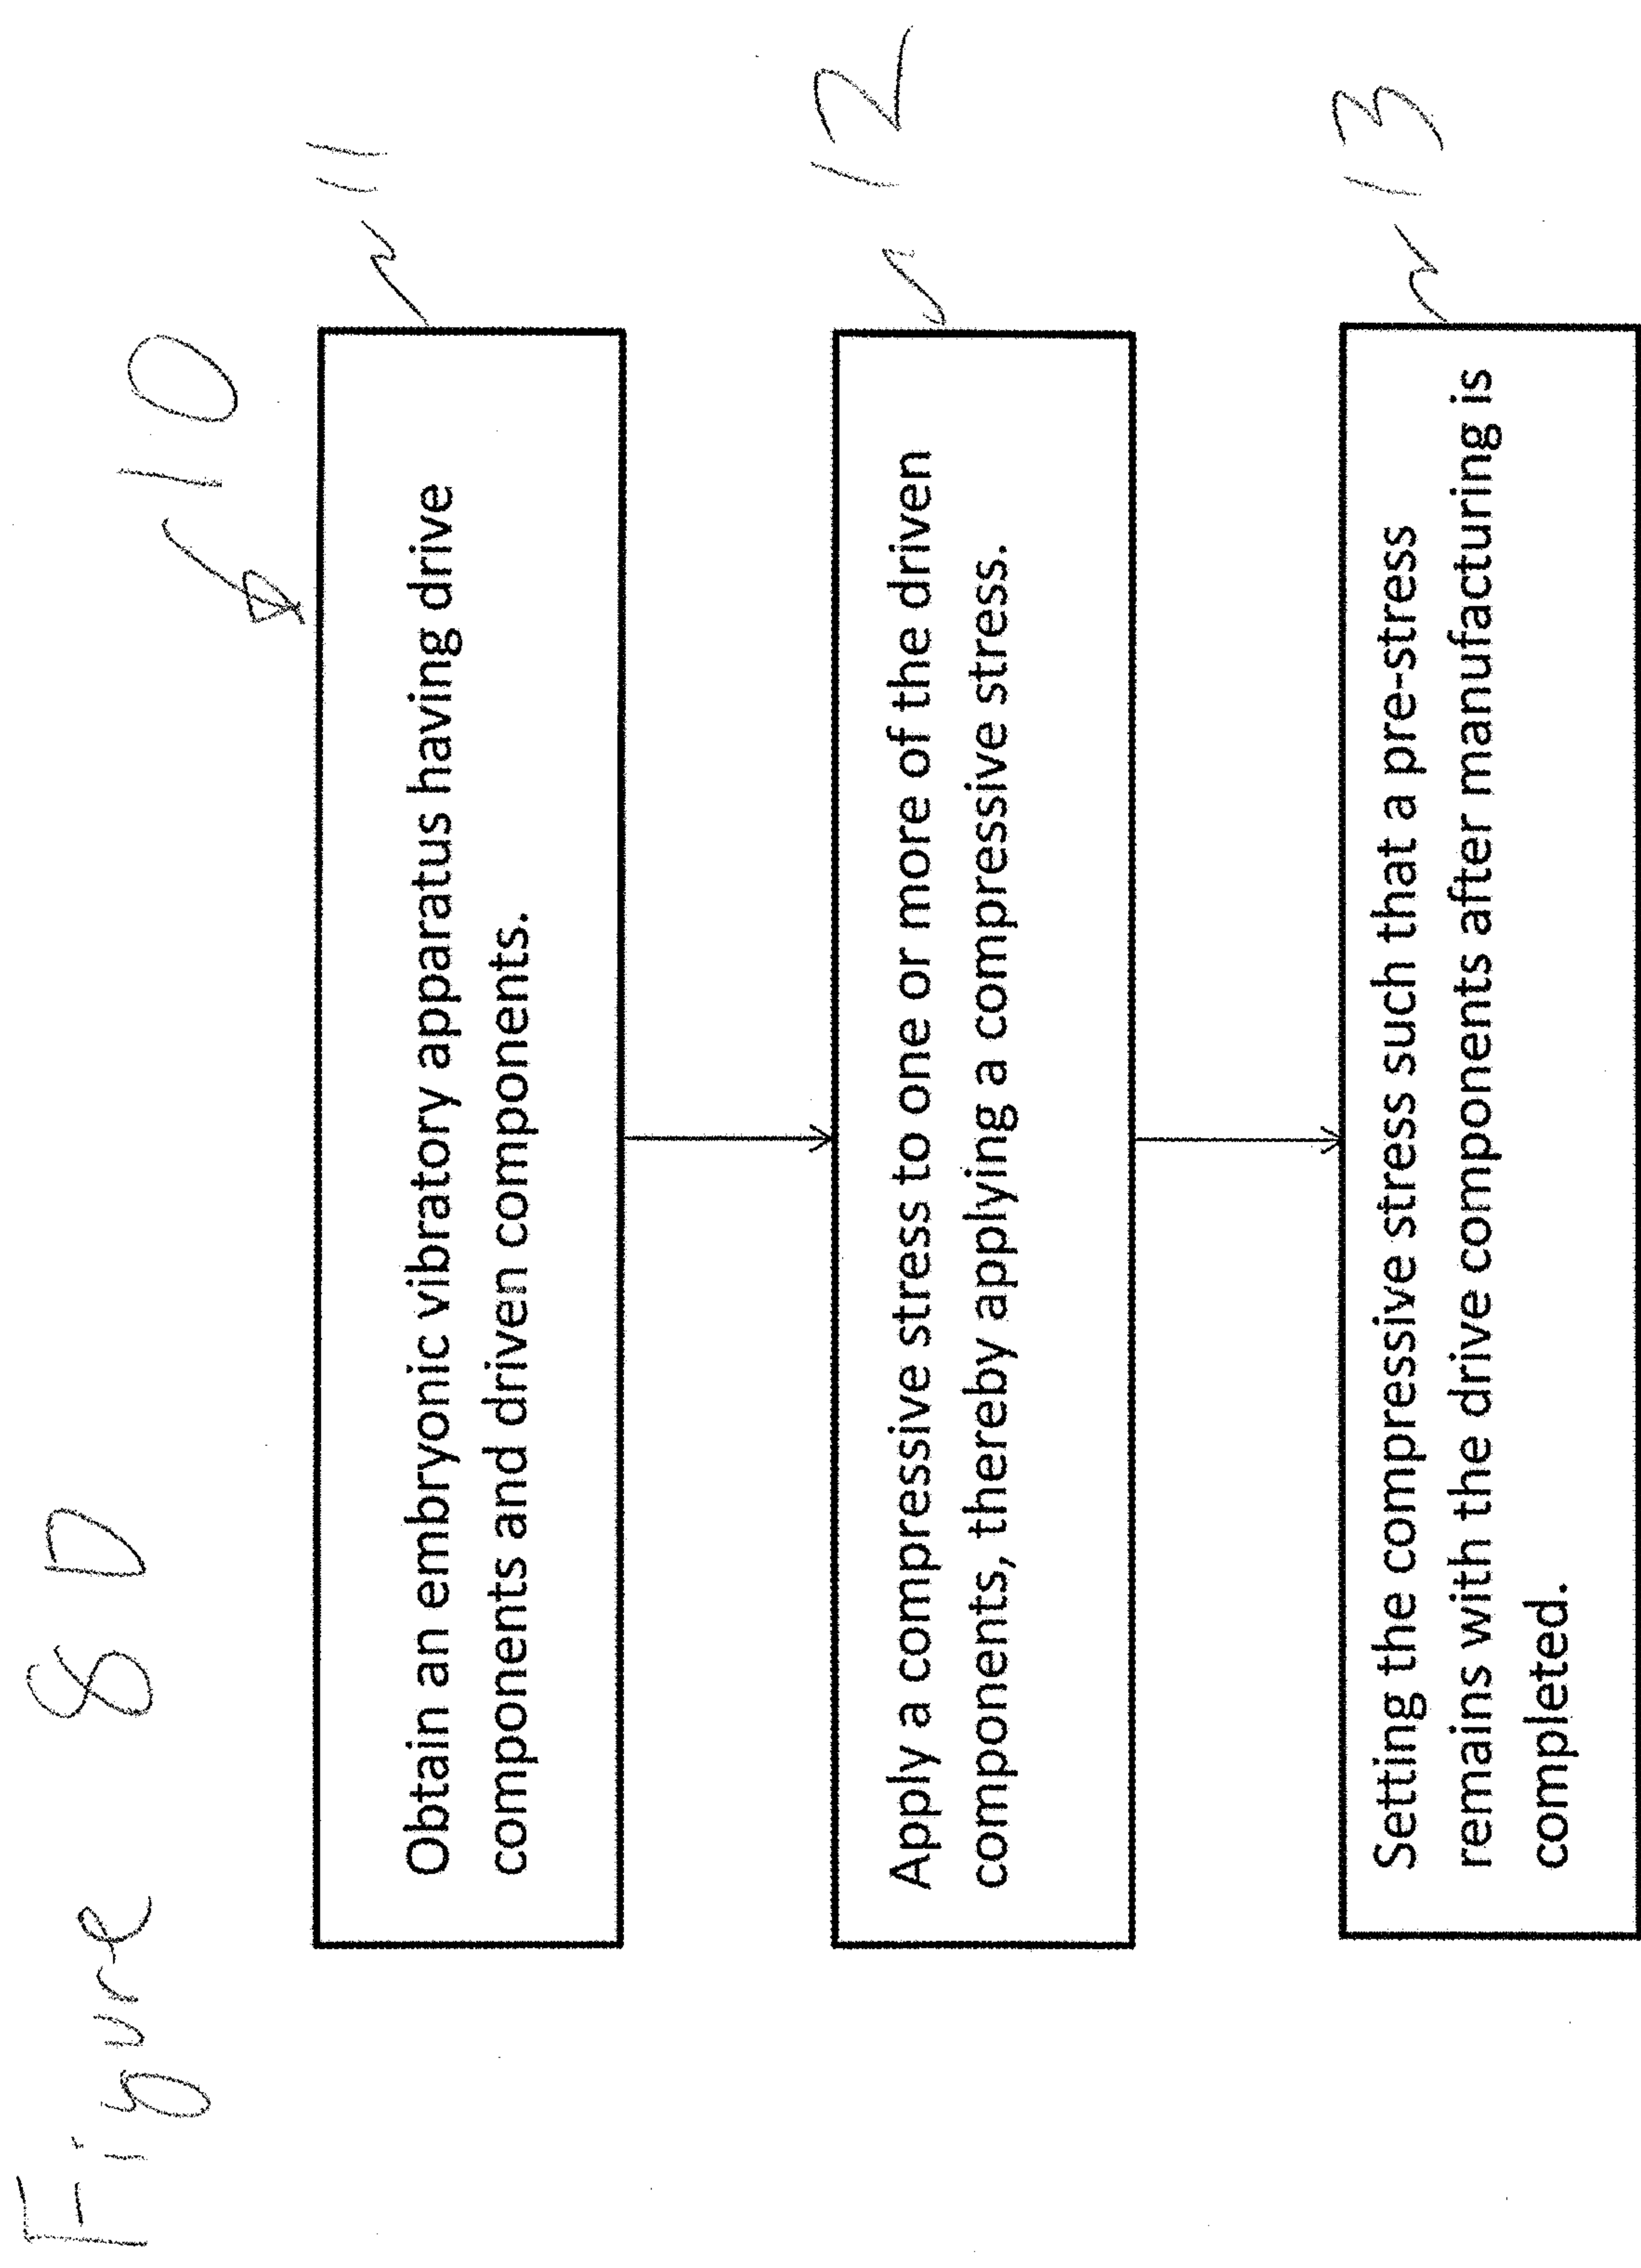 Figure 8D
10
11
Obtain an embryonic vibratory apparatus having drive
components and driven components.
12
Apply a compressive stress to one or more of the driven
components, thereby applying a compressive stress.
13
Setting the compressive stress such that a pre-stress
remains with the drive components after manufacturing is
completed.